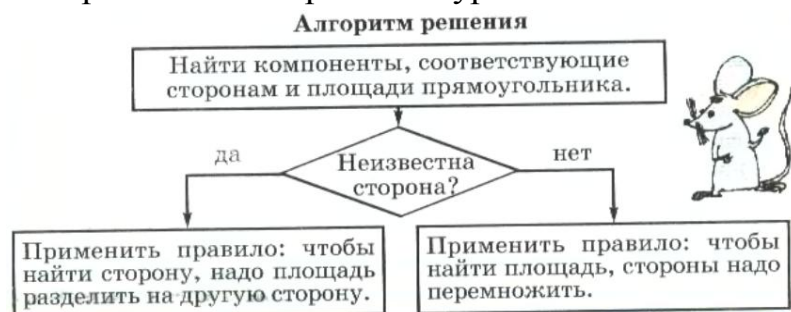 Алгоритм решения
Найти компоненты, соответствующие
сторонам и площади прямоугольника.
да
Неизвестна
сторона?
нет
Применить правило: чтобы
найти сторону, надо площадь
разделить на другую сторону.
Применить правило: чтобы
найти площадь, стороны надо
перемножить.